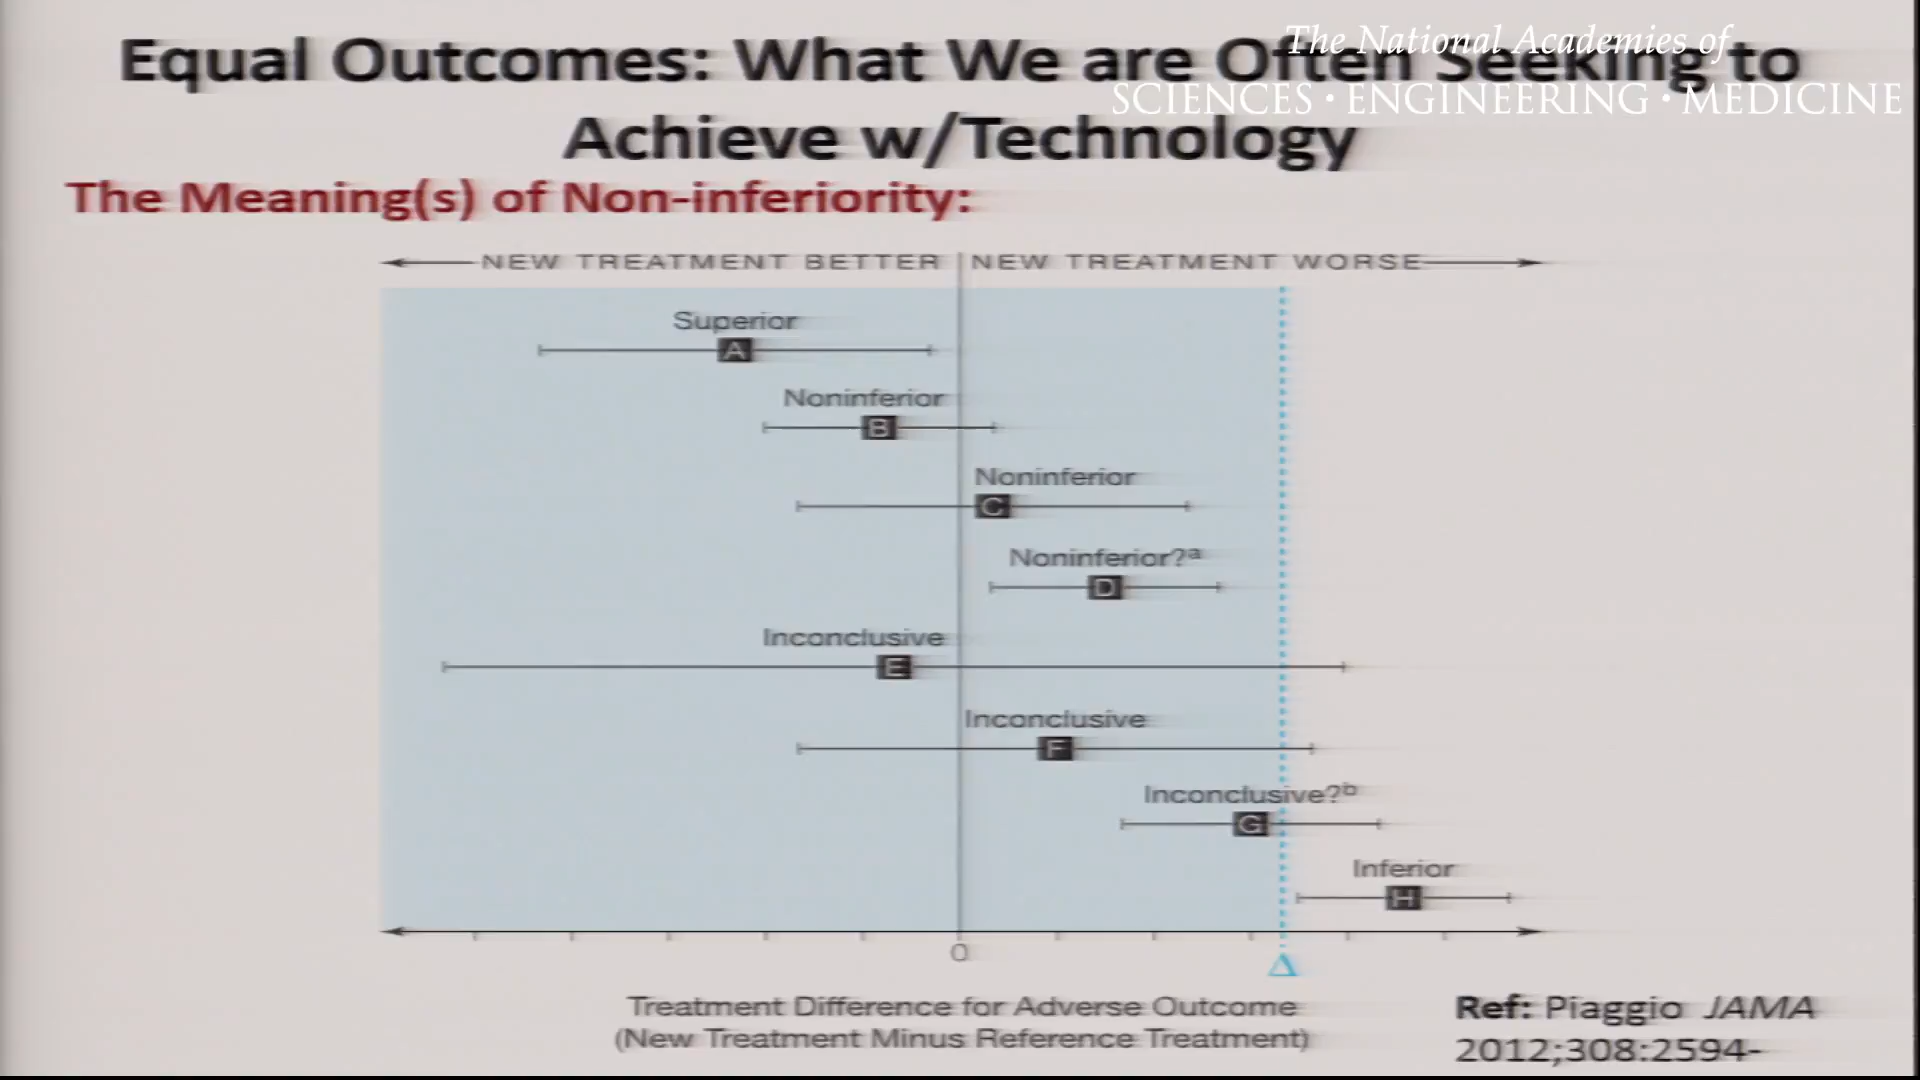 The National Academies of
SCIENCES · ENGINEERING · MEDICINE
Equal Outcomes: What We are Often Seeking to
Achieve w/Technology
The Meaning(s) of Non-inferiority:
NEW TREATMENT BETTER
NEW TREATMENT WORSE
Superior
A
Noninferior
B
Noninferior
C
Noninferior?ᵃ
D
Inconclusive
E
Inconclusive
F
Inconclusive?ᵇ
G
Inferior
H
0
Δ
Treatment Difference for Adverse Outcome
(New Treatment Minus Reference Treatment)
Ref: Piaggio JAMA
2012;308:2594-